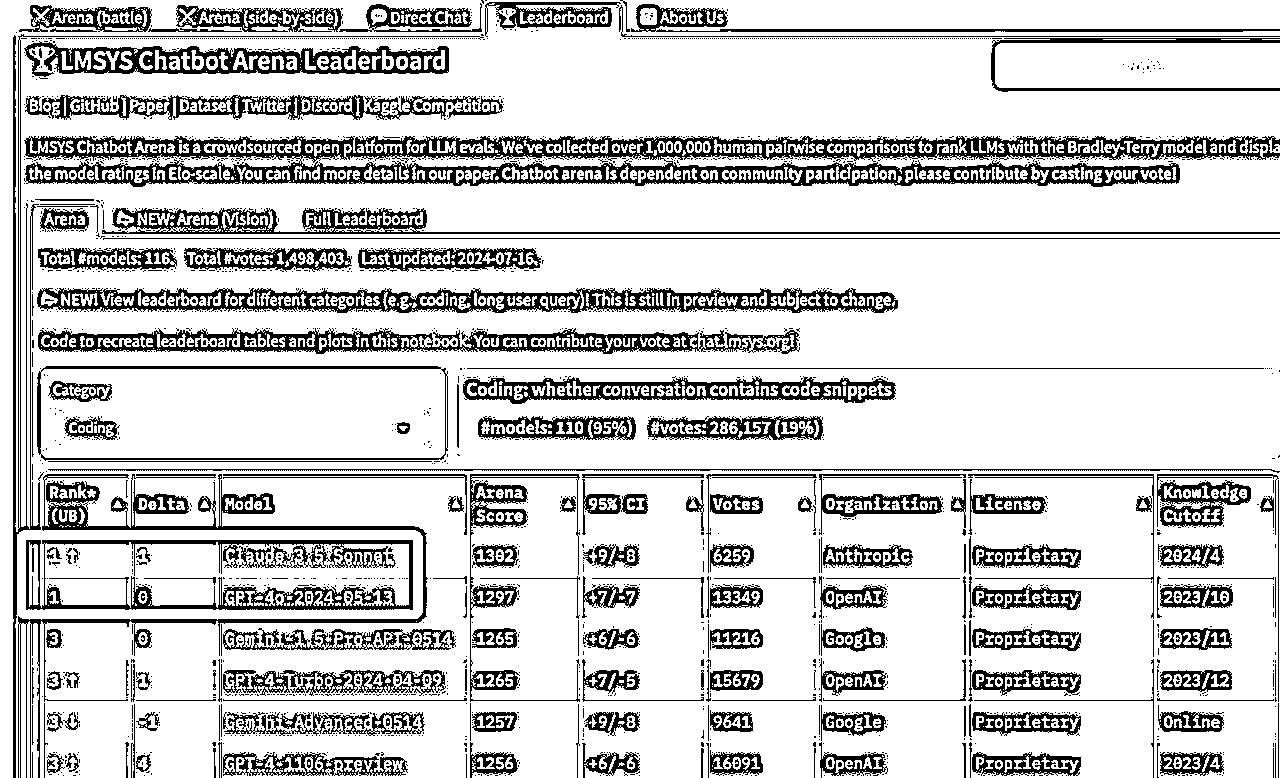 Arena (battle) Arena (side-by-side) Direct Chat Leaderboard About Us
LMSYS Chatbot Arena Leaderboard
Blog | GitHub | Paper | Dataset | Twitter | Discord | Kaggle Competition
LMSYS Chatbot Arena is a crowdsourced open platform for LLM evals. We've collected over 1,000,000 human pairwise comparisons to rank LLMs with the Bradley-Terry model and displa
the model ratings in Elo-scale. You can find more details in our paper. Chatbot arena is dependent on community participation, please contribute by casting your vote!
Arena NEW: Arena (Vision) Full Leaderboard
Total #models: 116. Total #votes: 1,498,403. Last updated: 2024-07-16.
NEW! View leaderboard for different categories (e.g., coding, long user query)! This is still in preview and subject to change.
Code to recreate leaderboard tables and plots in this notebook. You can contribute your vote at chat.lmsys.org!
Category
Coding
Coding: whether conversation contains code snippets
#models: 110 (95%) #votes: 286,157 (19%)
Rank* (UB) Delta Model Arena Score 95% CI Votes Organization License Knowledge Cutoff
1 ↑ 1 Claude 3.5 Sonnet 1302 +9/-8 6259 Anthropic Proprietary 2024/4
1 0 GPT-4o-2024-05-13 1297 +7/-7 13349 OpenAI Proprietary 2023/10
3 0 Gemini-1.5-Pro-API-0514 1265 +6/-6 11216 Google Proprietary 2023/11
3 ↑ 1 GPT-4-Turbo-2024-04-09 1265 +7/-5 15679 OpenAI Proprietary 2023/12
3 ↓ -1 Gemini-Advanced-0514 1257 +9/-8 9641 Google Proprietary Online
3 ↑ 4 GPT-4-1106-preview 1256 +6/-6 16091 OpenAI Proprietary 2023/4